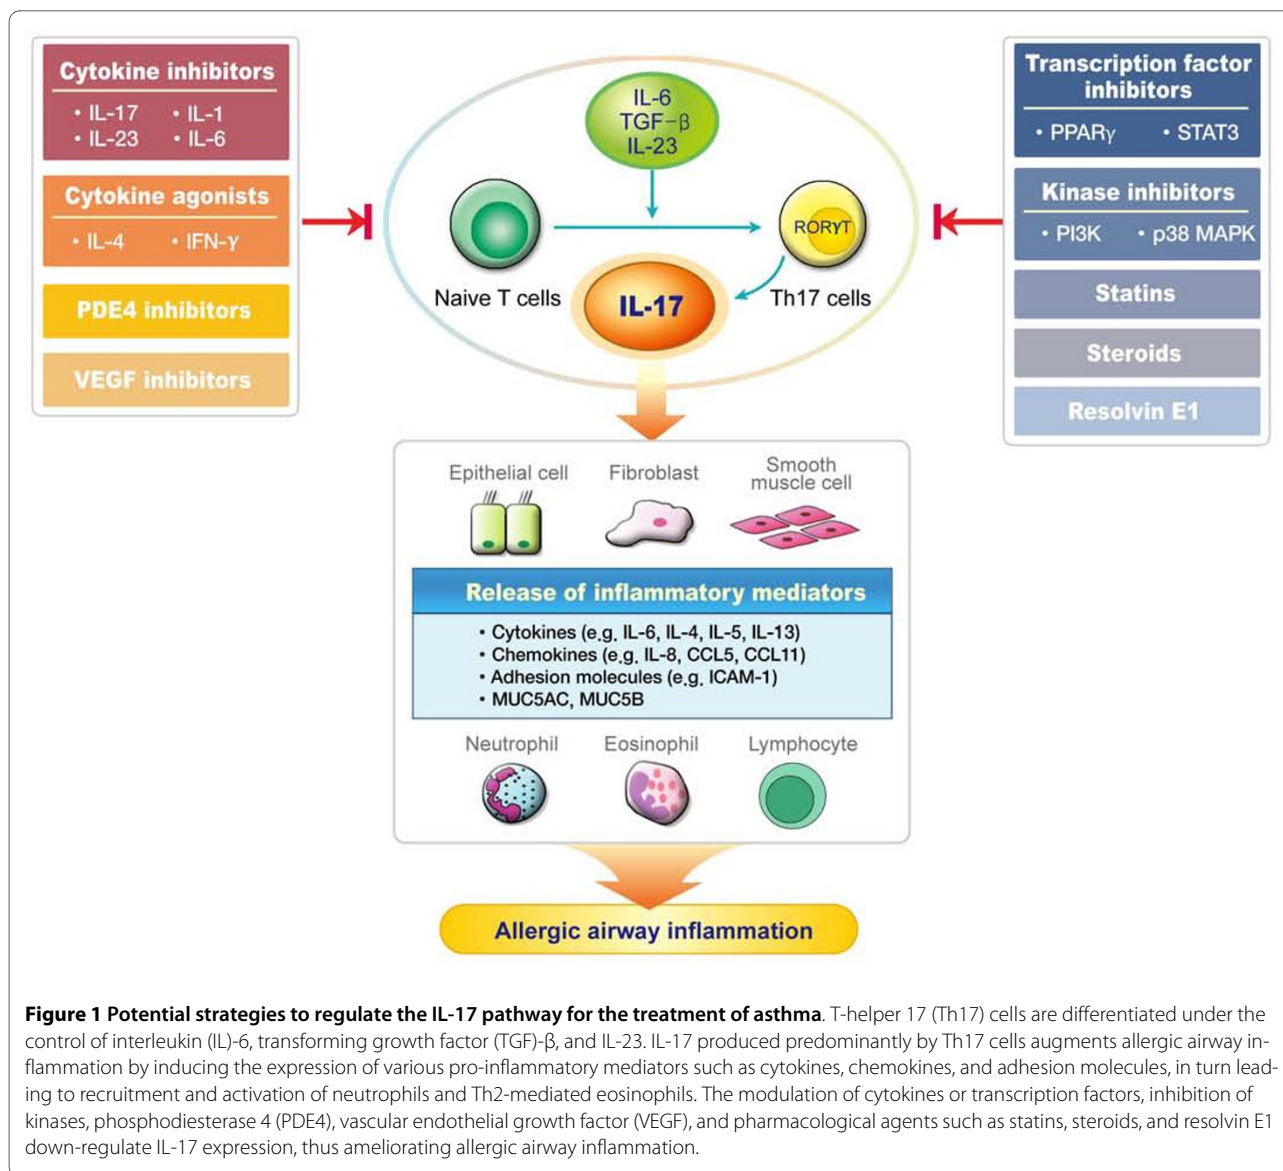 Cytokine inhibitors
• IL-17 • IL-1
• IL-23 • IL-6
Cytokine agonists
• IL-4 • IFN-γ
PDE4 inhibitors
VEGF inhibitors
IL-6
TGF-β
IL-23
RORγT
Naive T cells
IL-17
Th17 cells
Transcription factor
inhibitors
• PPARγ • STAT3
Kinase inhibitors
• PI3K • p38 MAPK
Statins
Steroids
Resolvin E1
Epithelial cell
Fibroblast
Smooth
muscle cell
Release of inflammatory mediators
• Cytokines (e.g. IL-6, IL-4, IL-5, IL-13)
• Chemokines (e.g. IL-8, CCL5, CCL11)
• Adhesion molecules (e.g. ICAM-1)
• MUC5AC, MUC5B
Neutrophil
Eosinophil
Lymphocyte
Allergic airway inflammation
Figure 1 Potential strategies to regulate the IL-17 pathway for the treatment of asthma. T-helper 17 (Th17) cells are differentiated under the
control of interleukin (IL)-6, transforming growth factor (TGF)-β, and IL-23. IL-17 produced predominantly by Th17 cells augments allergic airway in-
flammation by inducing the expression of various pro-inflammatory mediators such as cytokines, chemokines, and adhesion molecules, in turn lead-
ing to recruitment and activation of neutrophils and Th2-mediated eosinophils. The modulation of cytokines or transcription factors, inhibition of
kinases, phosphodiesterase 4 (PDE4), vascular endothelial growth factor (VEGF), and pharmacological agents such as statins, steroids, and resolvin E1
down-regulate IL-17 expression, thus ameliorating allergic airway inflammation.